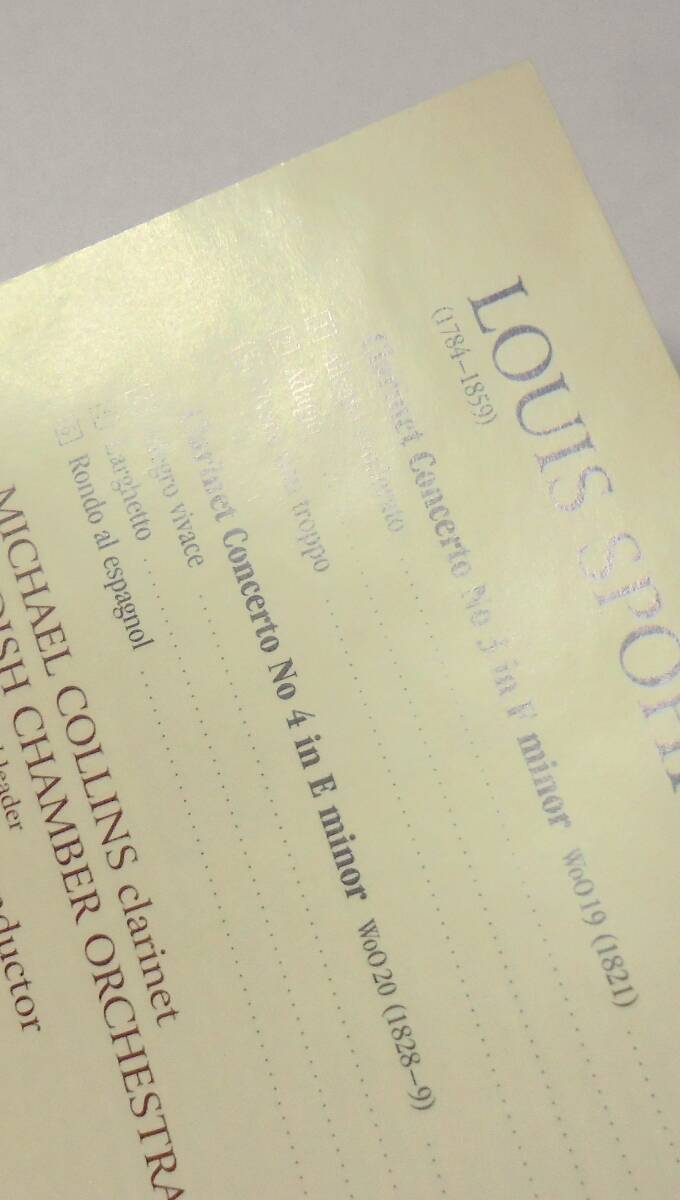 LOUIS SPOH
(1784–1859)
Clarinet Concerto No 3 in F minor WoO19 (1821)
Adagio
troppo
Clarinet Concerto No 4 in E minor WoO20 (1828–9)
Allegro vivace
Larghetto
Rondo al espagnol
MICHAEL COLLINS clarinet
DISH CHAMBER ORCHESTRA
leader
ductor